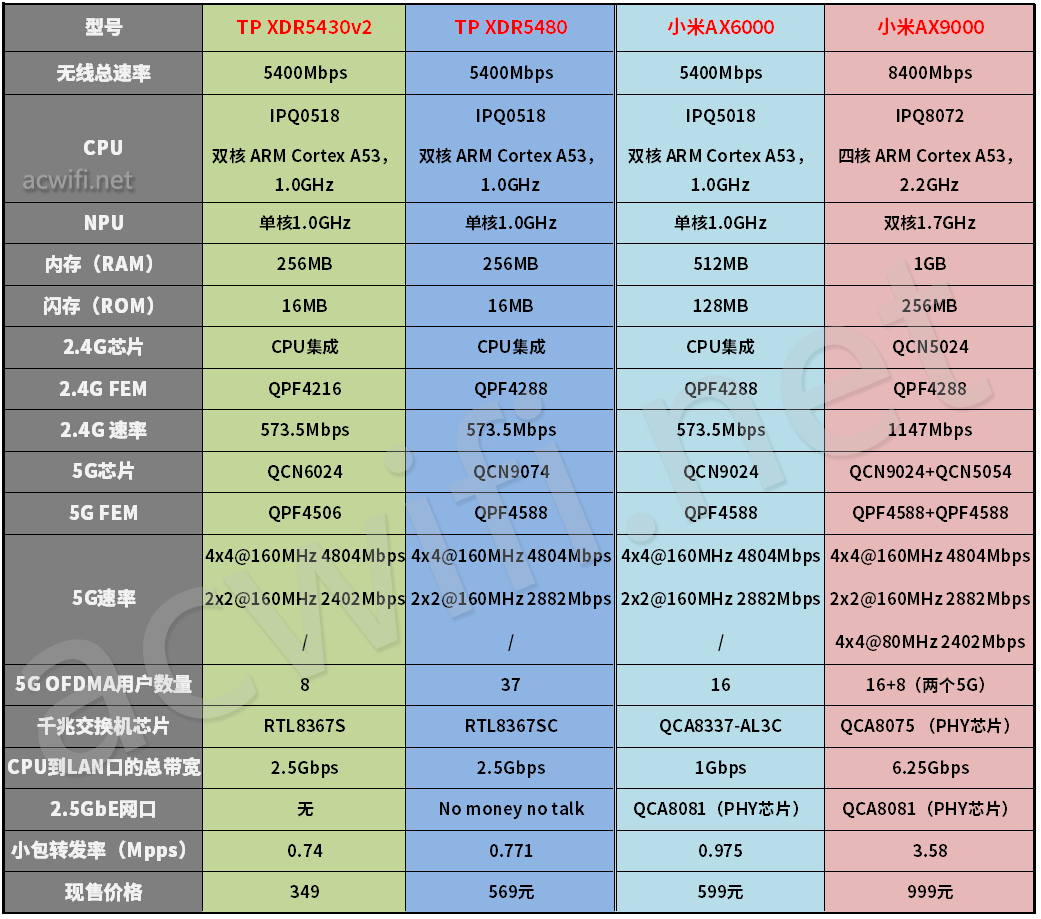 型号 TP XDR5430v2 TP XDR5480 小米AX6000 小米AX9000
无线总速率 5400Mbps 5400Mbps 5400Mbps 8400Mbps
IPQ0518 IPQ0518 IPQ5018 IPQ8072
CPU 双核 ARM Cortex A53， 双核 ARM Cortex A53， 双核 ARM Cortex A53， 四核 ARM Cortex A53，
acwifi.net 1.0GHz 1.0GHz 1.0GHz 2.2GHz
NPU 单核1.0GHz 单核1.0GHz 单核1.0GHz 双核1.7GHz
内存（RAM） 256MB 256MB 512MB 1GB
闪存（ROM） 16MB 16MB 128MB 256MB
2.4G芯片 CPU集成 CPU集成 CPU集成 QCN5024
2.4G FEM QPF4216 QPF4288 QPF4288 QPF4288
2.4G 速率 573.5Mbps 573.5Mbps 573.5Mbps 1147Mbps
5G芯片 QCN6024 QCN9074 QCN9024 QCN9024+QCN5054
5G FEM QPF4506 QPF4588 QPF4588 QPF4588+QPF4588
4x4@160MHz 4804Mbps 4x4@160MHz 4804Mbps 4x4@160MHz 4804Mbps 4x4@160MHz 4804Mbps
5G速率 2x2@160MHz 2402Mbps 2x2@160MHz 2882Mbps 2x2@160MHz 2882Mbps 2x2@160MHz 2882Mbps
/ / / 4x4@80MHz 2402Mbps
5G OFDMA用户数量 8 37 16 16+8（两个5G）
千兆交换机芯片 RTL8367S RTL8367SC QCA8337-AL3C QCA8075 （PHY芯片）
CPU到LAN口的总带宽 2.5Gbps 2.5Gbps 1Gbps 6.25Gbps
2.5GbE网口 无 No money no talk QCA8081（PHY芯片） QCA8081（PHY芯片）
小包转发率（Mpps） 0.74 0.771 0.975 3.58
现售价格 349 569元 599元 999元
acwifi.net